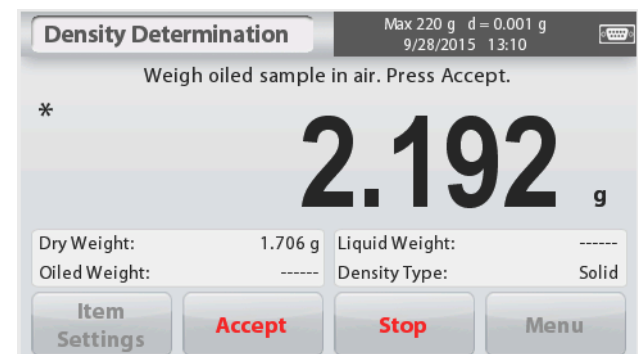 Density Determination
Max 220 g d = 0.001 g
9/28/2015 13:10
Weigh oiled sample in air. Press Accept.
*
2.192 g
Dry Weight: 1.706 g Liquid Weight: ------
Oiled Weight: ------ Density Type: Solid
Item Settings Accept Stop Menu